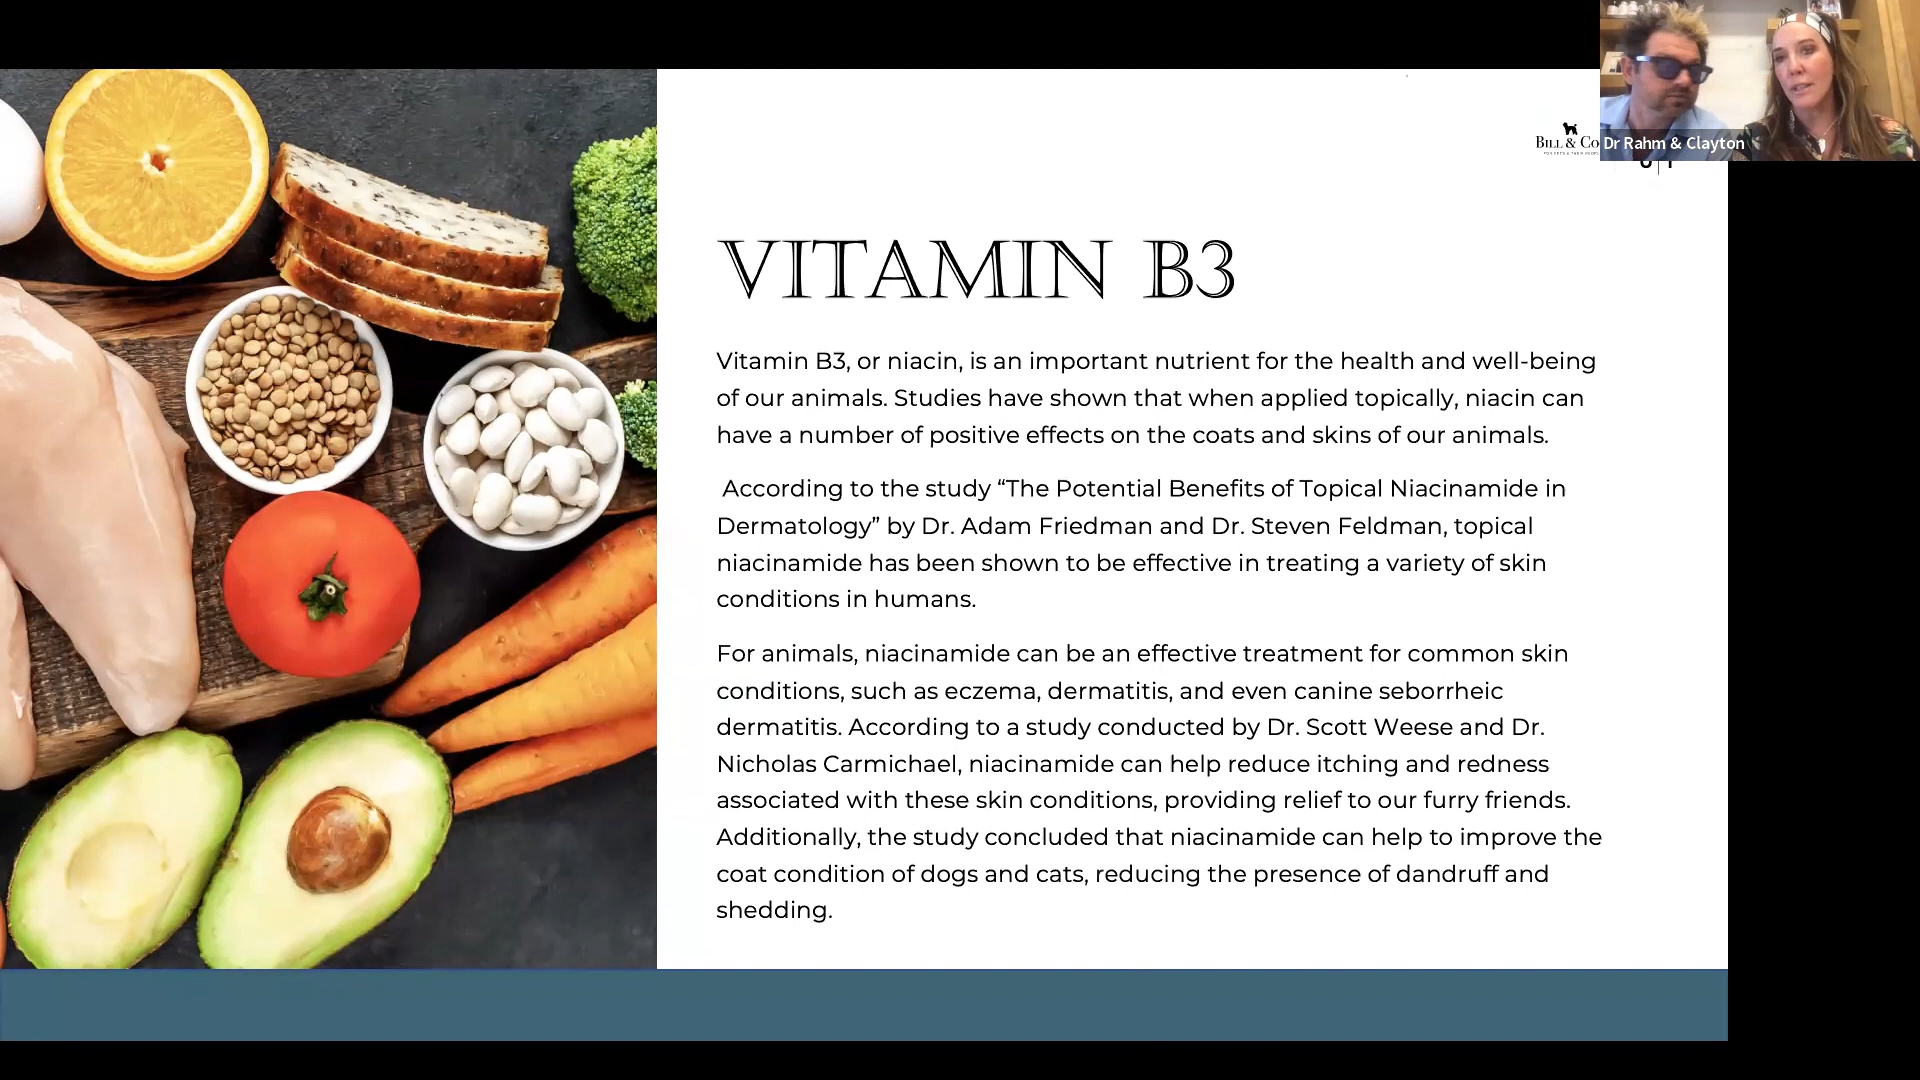 BILL & CO
Dr Rahm & Clayton
VITAMIN B3
Vitamin B3, or niacin, is an important nutrient for the health and well-being
of our animals. Studies have shown that when applied topically, niacin can
have a number of positive effects on the coats and skins of our animals.
According to the study “The Potential Benefits of Topical Niacinamide in
Dermatology” by Dr. Adam Friedman and Dr. Steven Feldman, topical
niacinamide has been shown to be effective in treating a variety of skin
conditions in humans.
For animals, niacinamide can be an effective treatment for common skin
conditions, such as eczema, dermatitis, and even canine seborrheic
dermatitis. According to a study conducted by Dr. Scott Weese and Dr.
Nicholas Carmichael, niacinamide can help reduce itching and redness
associated with these skin conditions, providing relief to our furry friends.
Additionally, the study concluded that niacinamide can help to improve the
coat condition of dogs and cats, reducing the presence of dandruff and
shedding.